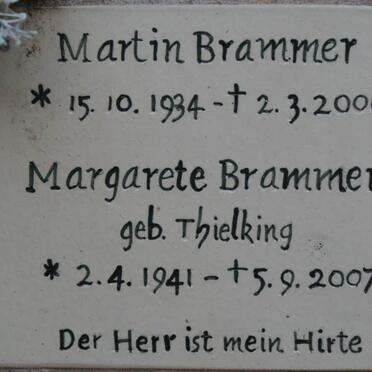 Martin Brammer
* 15.10.1934 - † 2.3.200
Margarete Brammer
geb. Thielking
* 2.4.1941 - † 5.9.2007
Der Herr ist mein Hirte